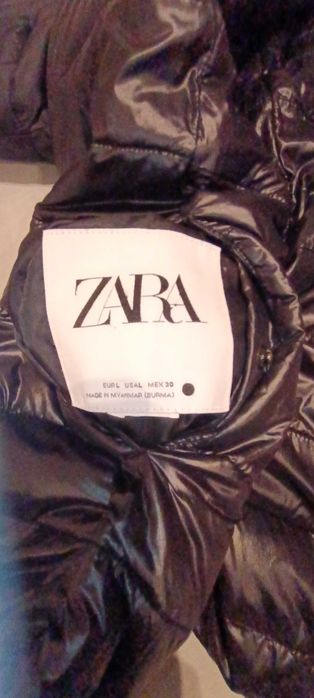 ZARA
EUR L USA L MEX 30
MADE IN MYANMAR (BURMA)